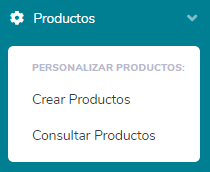 Productos
PERSONALIZAR PRODUCTOS:
Crear Productos
Consultar Productos